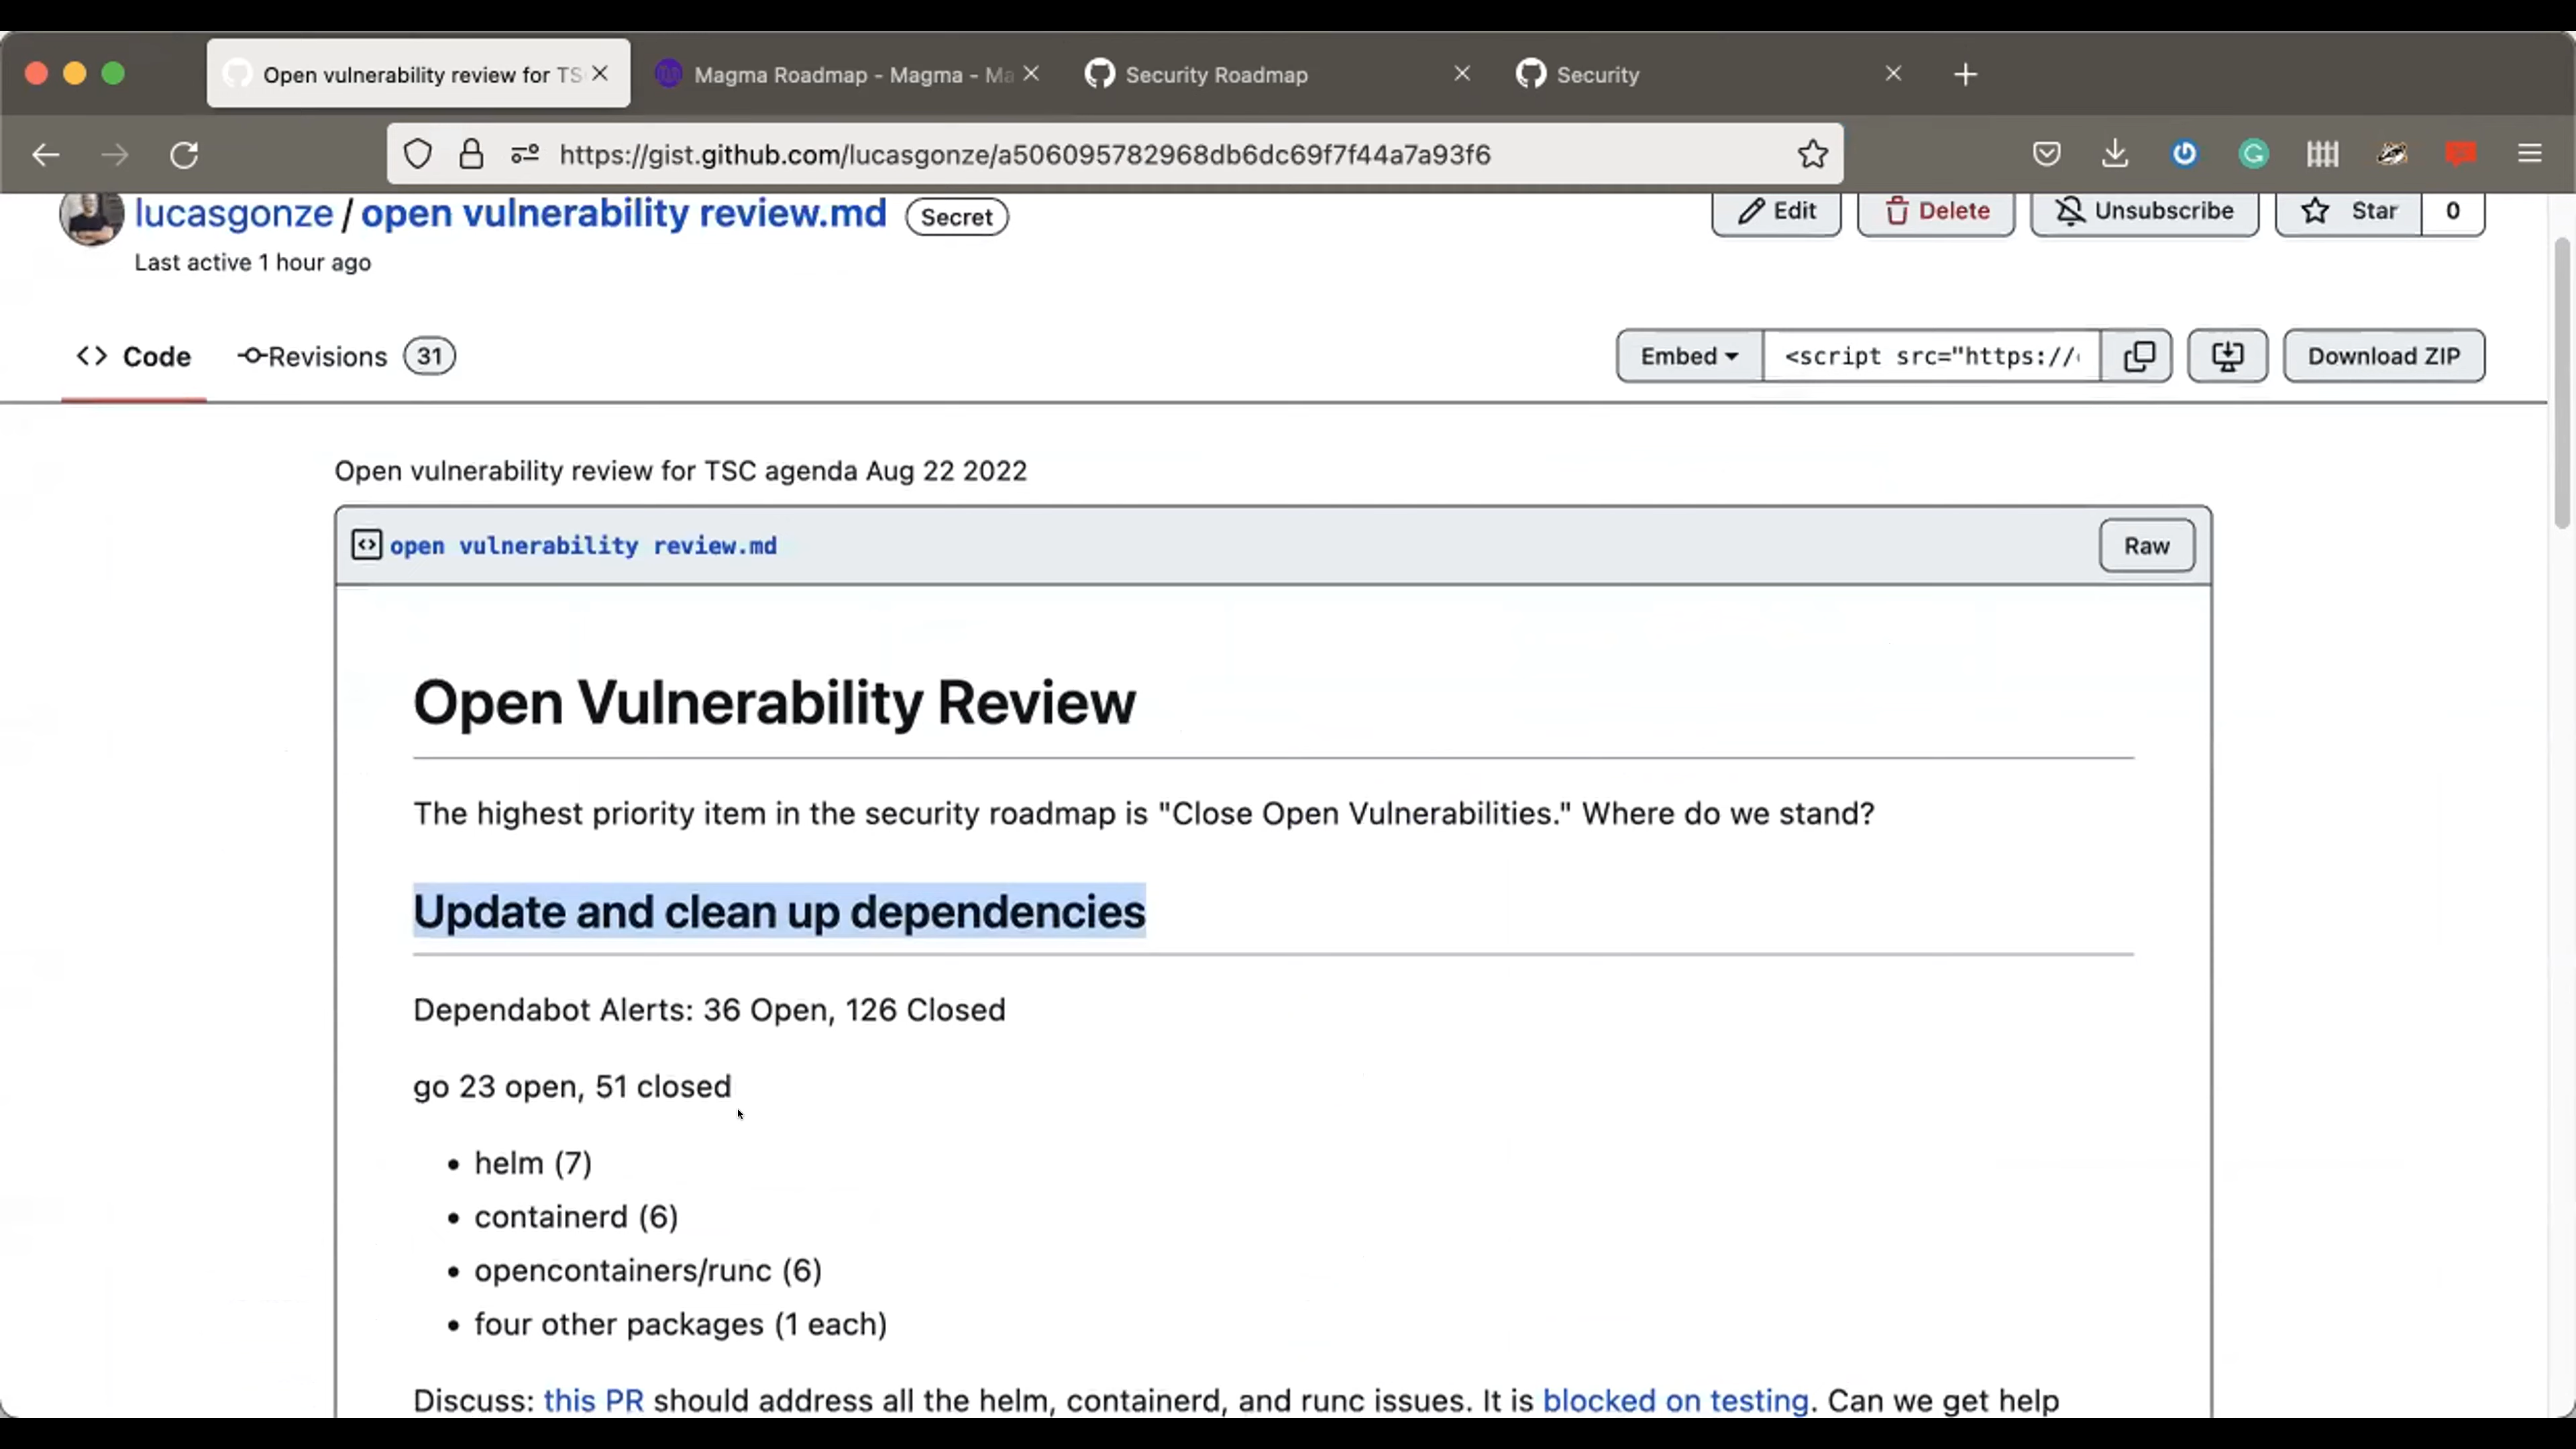 Open vulnerability review for TS
Magma Roadmap - Magma - Ma
Security Roadmap
Security
https://gist.github.com/lucasgonze/a506095782968db6dc69f7f44a7a93f6
lucasgonze / open vulnerability review.md
Secret
Edit
Delete
Unsubscribe
Star
0
Last active 1 hour ago
Code
Revisions
31
Embed
<script src="https://
Download ZIP
Open vulnerability review for TSC agenda Aug 22 2022
open vulnerability review.md
Raw
Open Vulnerability Review
The highest priority item in the security roadmap is "Close Open Vulnerabilities." Where do we stand?
Update and clean up dependencies
Dependabot Alerts: 36 Open, 126 Closed
go 23 open, 51 closed
• helm (7)
• containerd (6)
• opencontainers/runc (6)
• four other packages (1 each)
Discuss: this PR should address all the helm, containerd, and runc issues. It is blocked on testing. Can we get help